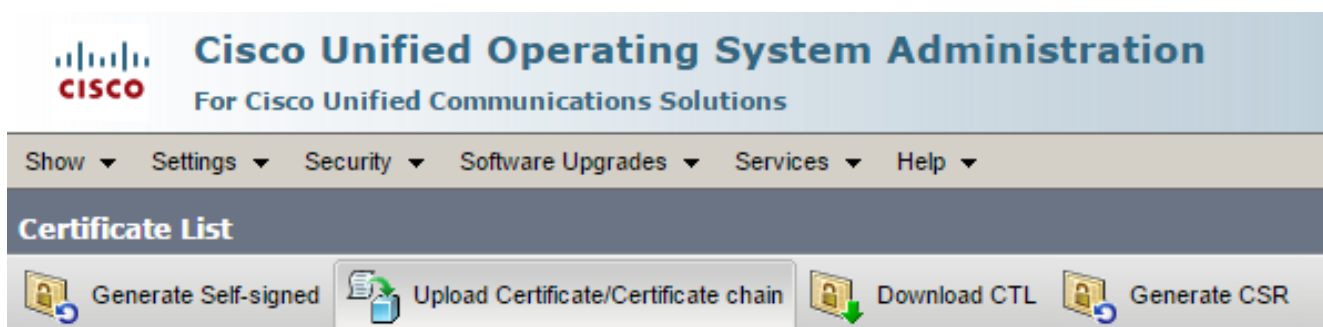 Cisco Unified Operating System Administration
CISCO
For Cisco Unified Communications Solutions
Show Settings Security Software Upgrades Services Help
Certificate List
Generate Self-signed Upload Certificate/Certificate chain Download CTL Generate CSR